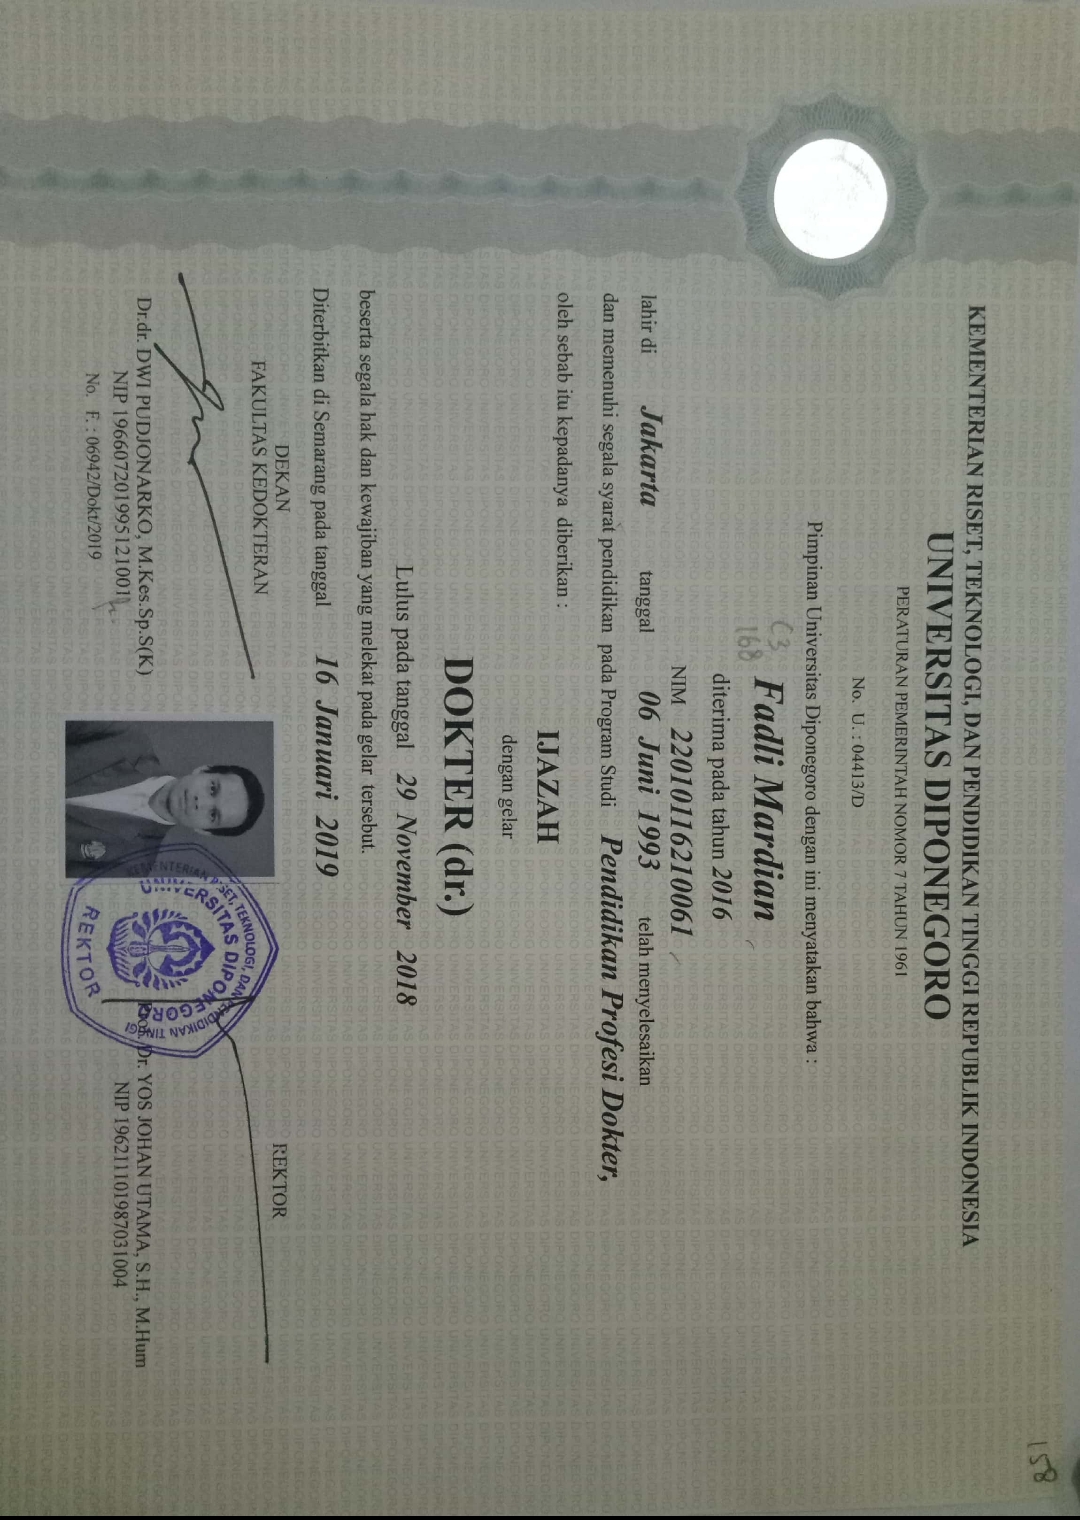 158
KEMENTERIAN RISET, TEKNOLOGI, DAN PENDIDIKAN TINGGI REPUBLIK INDONESIA
UNIVERSITAS DIPONEGORO
PERATURAN PEMERINTAH NOMOR 7 TAHUN 1961
No. U. : 04413/D
Pimpinan Universitas Diponegoro dengan ini menyatakan bahwa :
C3
168
Fadli Mardian
diterima pada tahun 2016
NIM 22010116210061
lahir di Jakarta tanggal 06 Juni 1993 telah menyelesaikan
dan memenuhi segala syarat pendidikan pada Program Studi Pendidikan Profesi Dokter,
oleh sebab itu kepadanya diberikan :
IJAZAH
dengan gelar
DOKTER (dr.)
Lulus pada tanggal 29 November 2018
beserta segala hak dan kewajiban yang melekat pada gelar tersebut.
Diterbitkan di Semarang pada tanggal 16 Januari 2019
DEKAN
FAKULTAS KEDOKTERAN
Dr.dr. DWI PUDJONARKO, M.Kes.Sp.S(K)
NIP 196607201995121001
No. F. : 06942/Dokt/2019
KEMENTERIAN RISET, TEKNOLOGI, DAN PENDIDIKAN TINGGI
UNIVERSITAS DIPONEGORO
REKTOR
REKTOR
Dr. YOS JOHAN UTAMA, S.H., M.Hum
NIP 196211101987031004